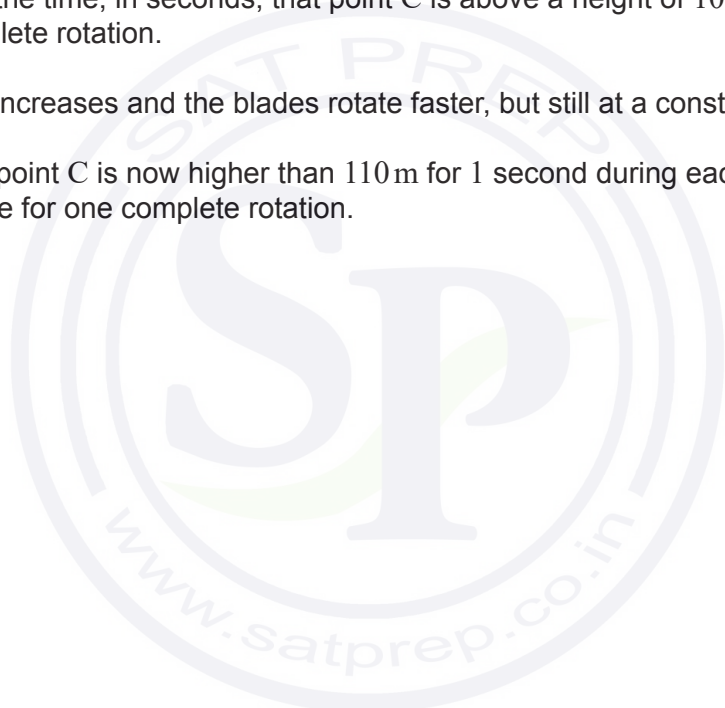 the time, in seconds, that point C is above a height of 10
lete rotation.
ncreases and the blades rotate faster, but still at a const
point C is now higher than 110 m for 1 second during eac
e for one complete rotation.
SAT PREP
SP
www.satprep.co.in